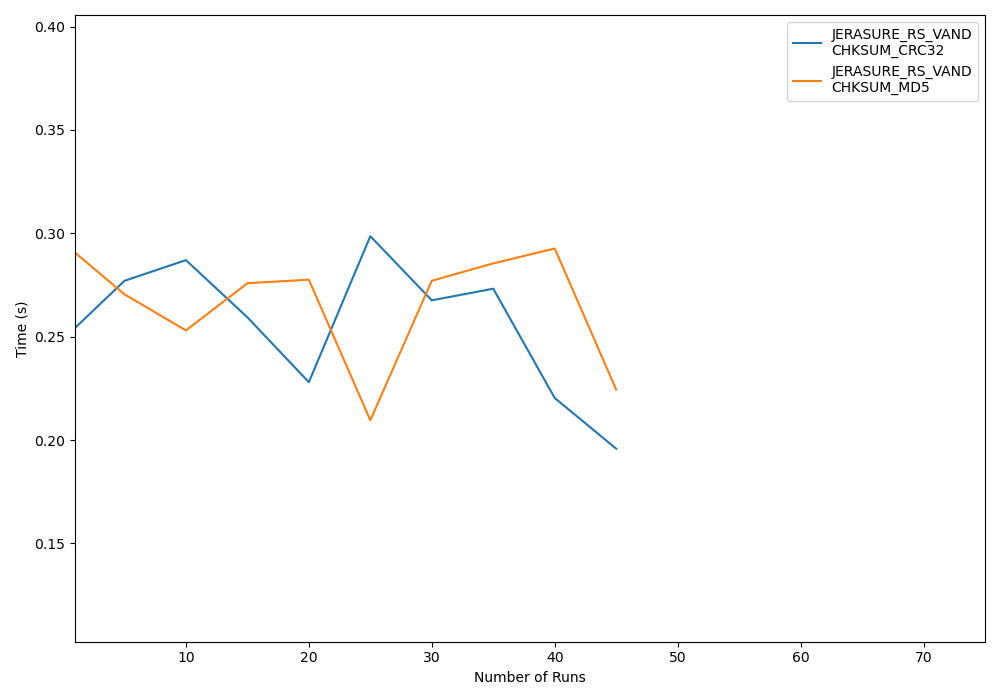 0.40
0.35
0.30
0.25
0.20
0.15
Time (s)
10
20
30
40
50
60
70
Number of Runs
JERASURE_RS_VAND
CHKSUM_CRC32
JERASURE_RS_VAND
CHKSUM_MD5